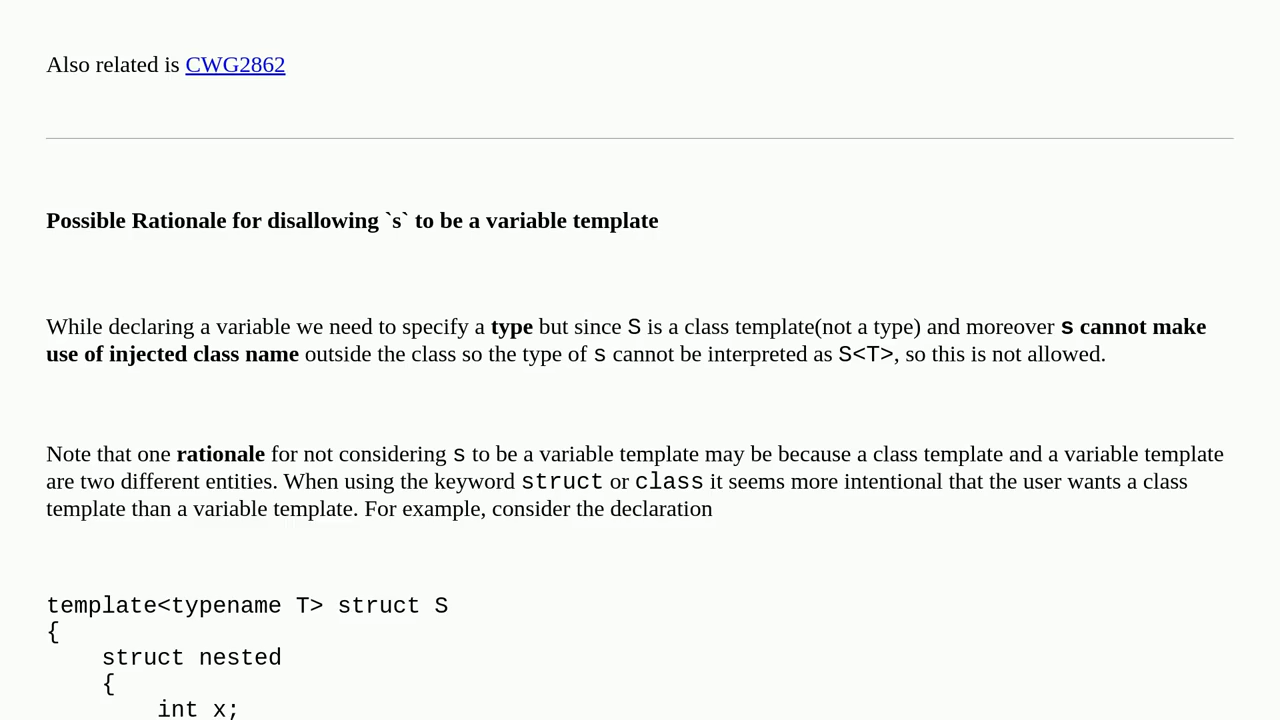 Also related is CWG2862
Possible Rationale for disallowing `s` to be a variable template
While declaring a variable we need to specify a type but since S is a class template(not a type) and moreover s cannot make
use of injected class name outside the class so the type of s cannot be interpreted as S<T>, so this is not allowed.
Note that one rationale for not considering s to be a variable template may be because a class template and a variable template
are two different entities. When using the keyword struct or class it seems more intentional that the user wants a class
template than a variable template. For example, consider the declaration
template<typename T> struct S
{
    struct nested
    {
        int x;